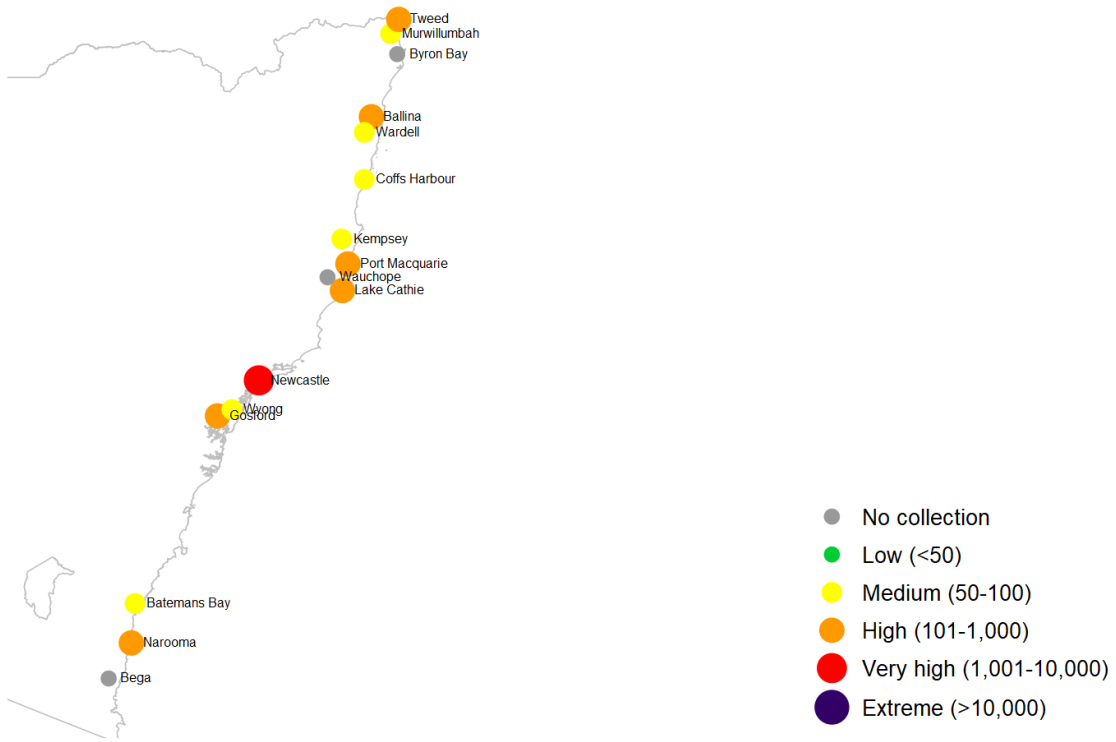 Tweed
Murwillumbah
Byron Bay
Ballina
Wardell
Coffs Harbour
Kempsey
Port Macquarie
Wauchope
Lake Cathie
Newcastle
Wyong
Gosford
Batemans Bay
Narooma
Bega
No collection
Low (<50)
Medium (50-100)
High (101-1,000)
Very high (1,001-10,000)
Extreme (>10,000)